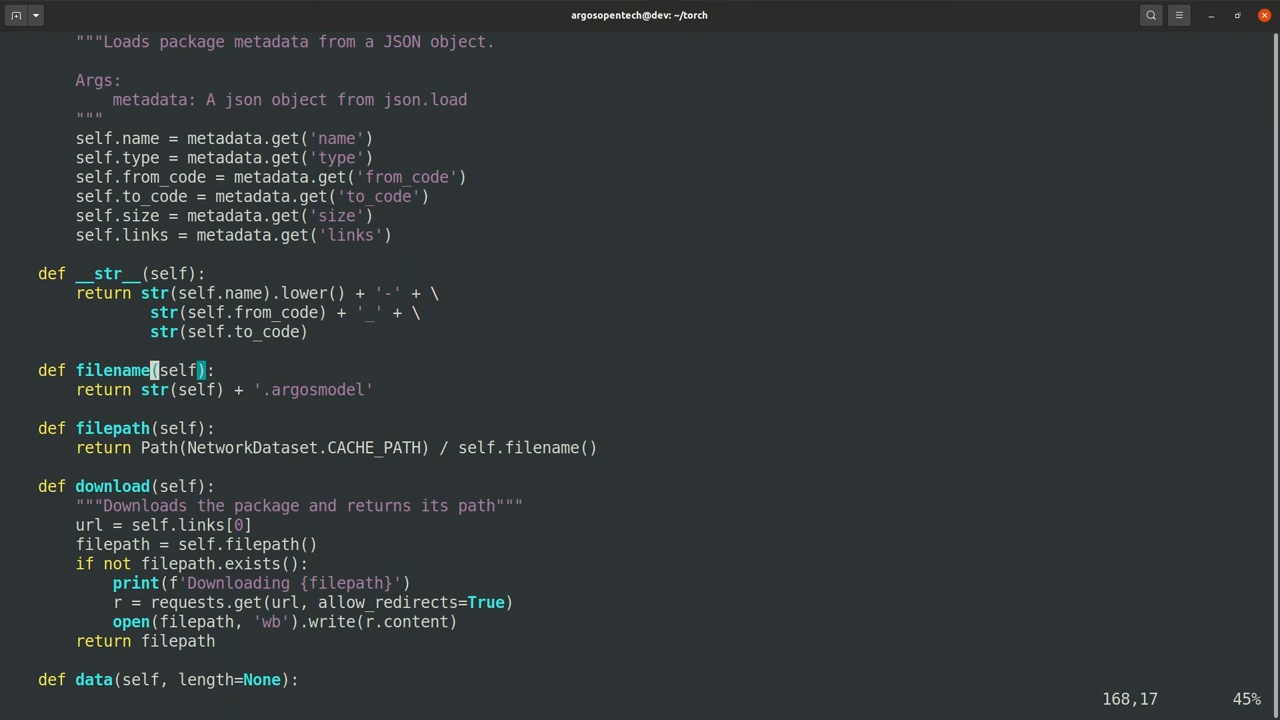 argosopentech@dev: ~/torch
"""Loads package metadata from a JSON object.
Args:
metadata: A json object from json.load
"""
self.name = metadata.get('name')
self.type = metadata.get('type')
self.from_code = metadata.get('from_code')
self.to_code = metadata.get('to_code')
self.size = metadata.get('size')
self.links = metadata.get('links')
def __str__(self):
return str(self.name).lower() + '-' + \
str(self.from_code) + '_' + \
str(self.to_code)
def filename(self):
return str(self) + '.argosmodel'
def filepath(self):
return Path(NetworkDataset.CACHE_PATH) / self.filename()
def download(self):
"""Downloads the package and returns its path"""
url = self.links[0]
filepath = self.filepath()
if not filepath.exists():
print(f'Downloading {filepath}')
r = requests.get(url, allow_redirects=True)
open(filepath, 'wb').write(r.content)
return filepath
def data(self, length=None):
168,17 45%